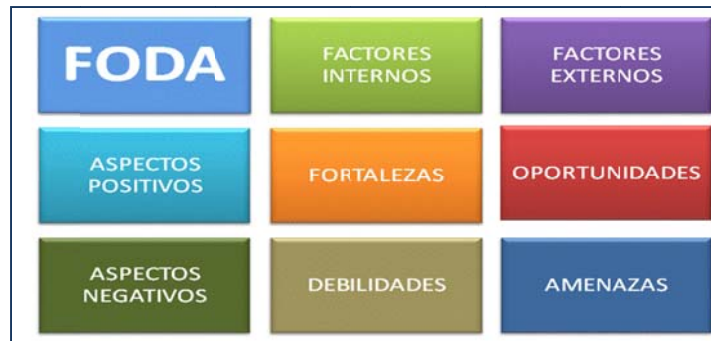 FODA
FACTORES
INTERNOS
FACTORES
EXTERNOS
ASPECTOS
POSITIVOS
FORTALEZAS
OPORTUNIDADES
ASPECTOS
NEGATIVOS
DEBILIDADES
AMENAZAS